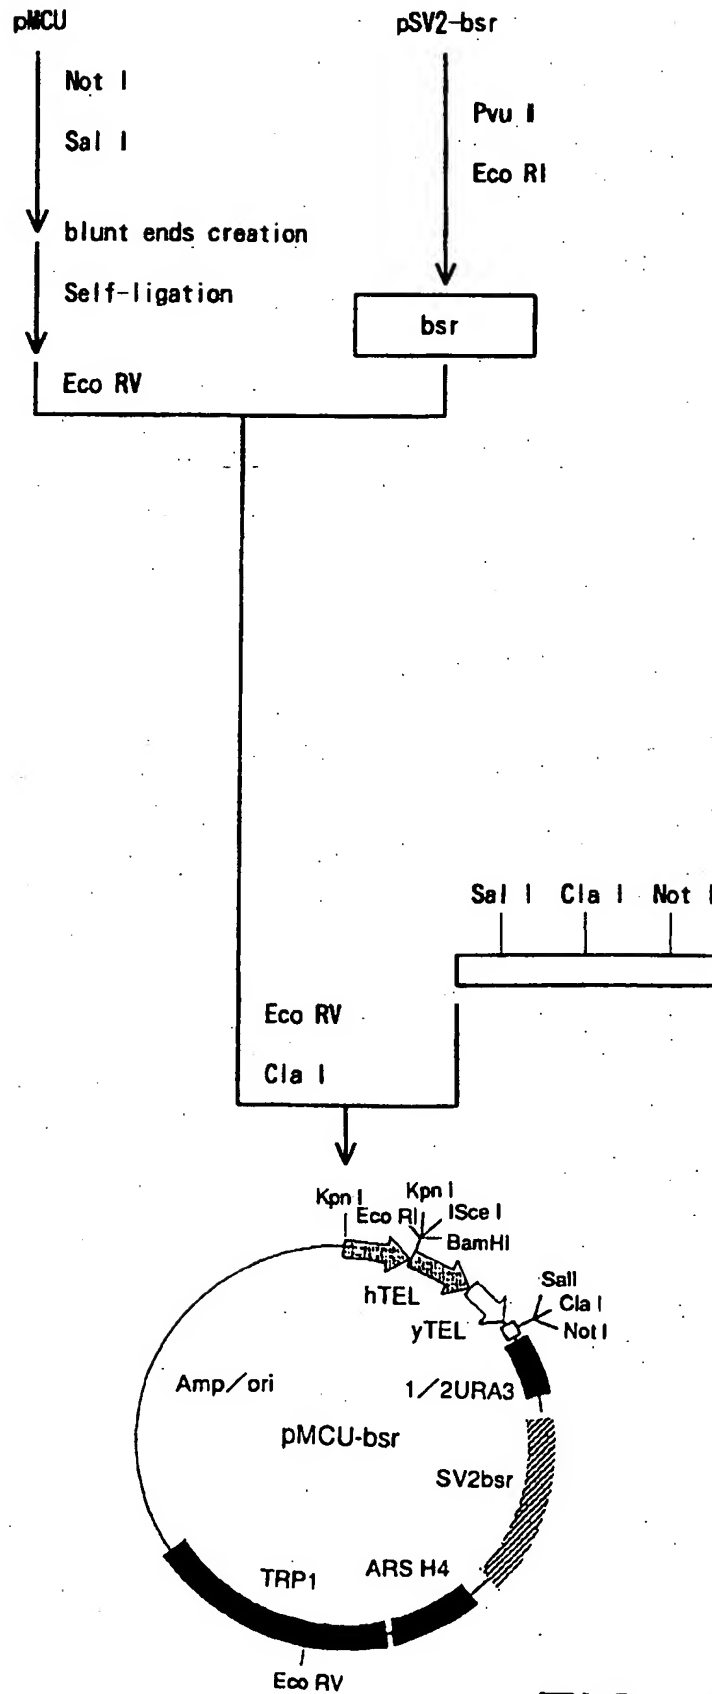 pMCU
pSV2-bsr
Not I
Sal I
Pvu II
Eco RI
blunt ends creation
Self-ligation
bsr
Eco RV
Sal I Cla I Not I
Eco RV
Cla I
Kpn I
Eco RI
Kpn I
ISce I
BamHI
hTEL
yTEL
SalI
Cla I
Not I
Amp/ori
1/2URA3
pMCU-bsr
SV2bsr
TRP1
ARS H4
Eco RV